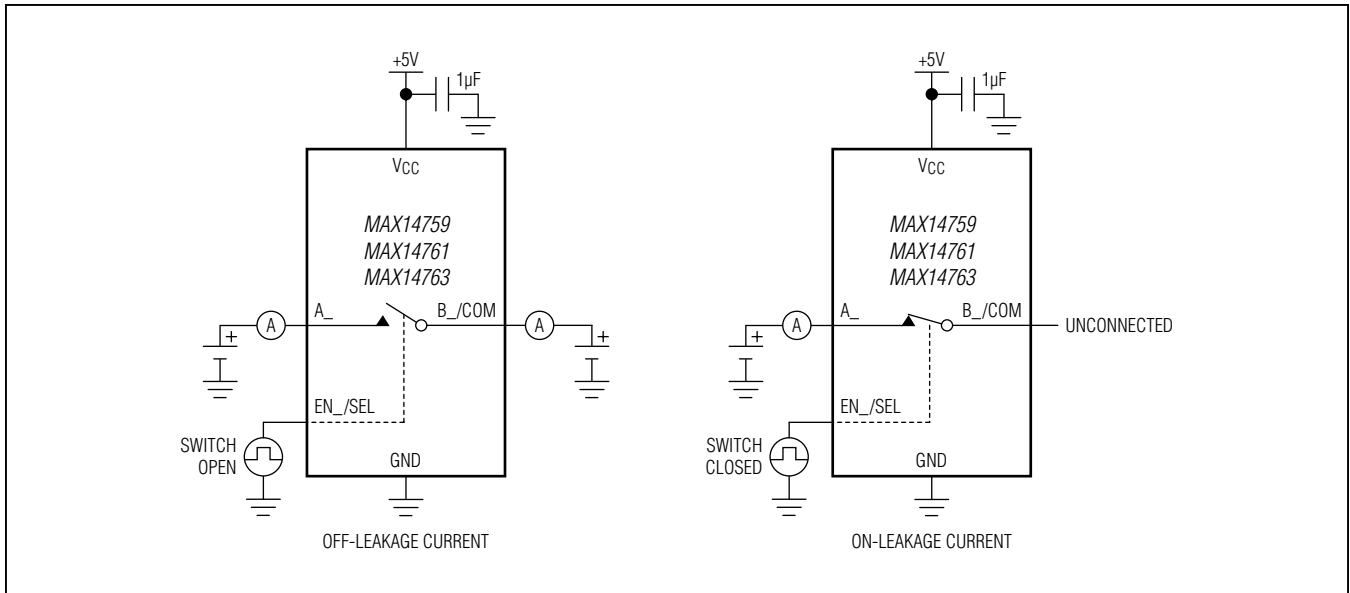 +5V
1µF
VCC
MAX14759
MAX14761
MAX14763
A_
B_/COM
A
+
A
+
EN_/SEL
SWITCH
OPEN
GND
OFF-LEAKAGE CURRENT
+5V
1µF
VCC
MAX14759
MAX14761
MAX14763
A_
B_/COM
A
+
UNCONNECTED
EN_/SEL
SWITCH
CLOSED
GND
ON-LEAKAGE CURRENT